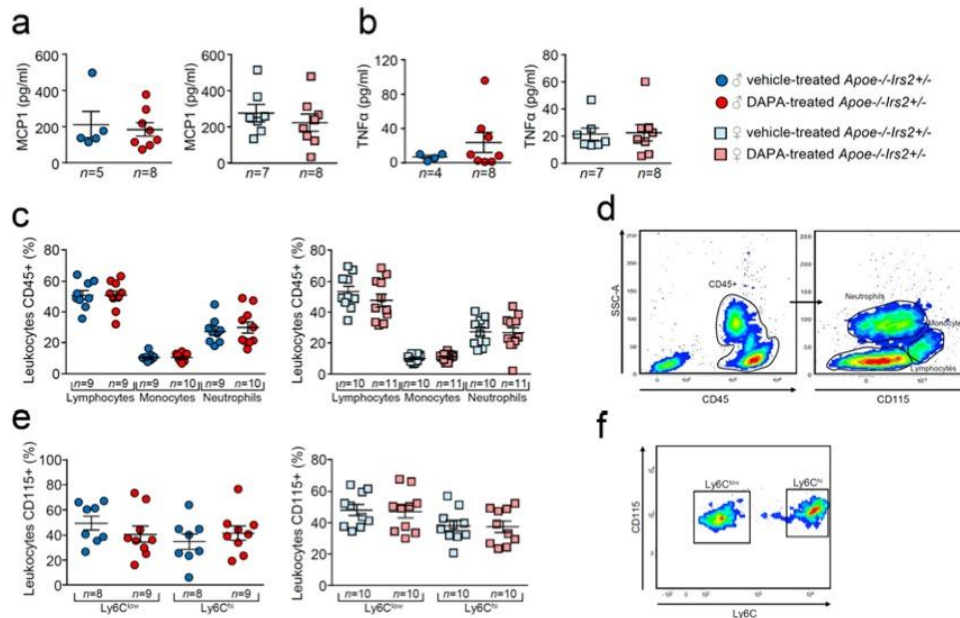 a
MCP1 (pg/ml)
600
400
200
0
n=5 n=8
MCP1 (pg/ml)
600
400
200
0
n=7 n=8
b
TNFα (pg/ml)
120
80
40
0
n=4 n=8
TNFα (pg/ml)
80
60
40
20
0
n=7 n=8
♂ vehicle-treated Apoe-/-Irs2+/-
♂ DAPA-treated Apoe-/-Irs2+/-
♀ vehicle-treated Apoe-/-Irs2+/-
♀ DAPA-treated Apoe-/-Irs2+/-
c
Leukocytes CD45+ (%)
80
60
40
20
0
n=9 n=9 n=9 n=10 n=9 n=10
Lymphocytes Monocytes Neutrophils
Leukocytes CD45+ (%)
80
60
40
20
0
n=10 n=11 n=10 n=11 n=10 n=11
Lymphocytes Monocytes Neutrophils
d
SSC-A
CD45+
CD45
Neutrophils
Monocytes
Lymphocytes
CD115
e
Leukocytes CD115+ (%)
100
80
60
40
20
0
n=8 n=9 n=8 n=9
Ly6Clow Ly6Chi
Leukocytes CD115+ (%)
80
60
40
20
0
n=10 n=10 n=10 n=10
Ly6Clow Ly6Chi
f
CD115
Ly6Clow
Ly6Chi
Ly6C